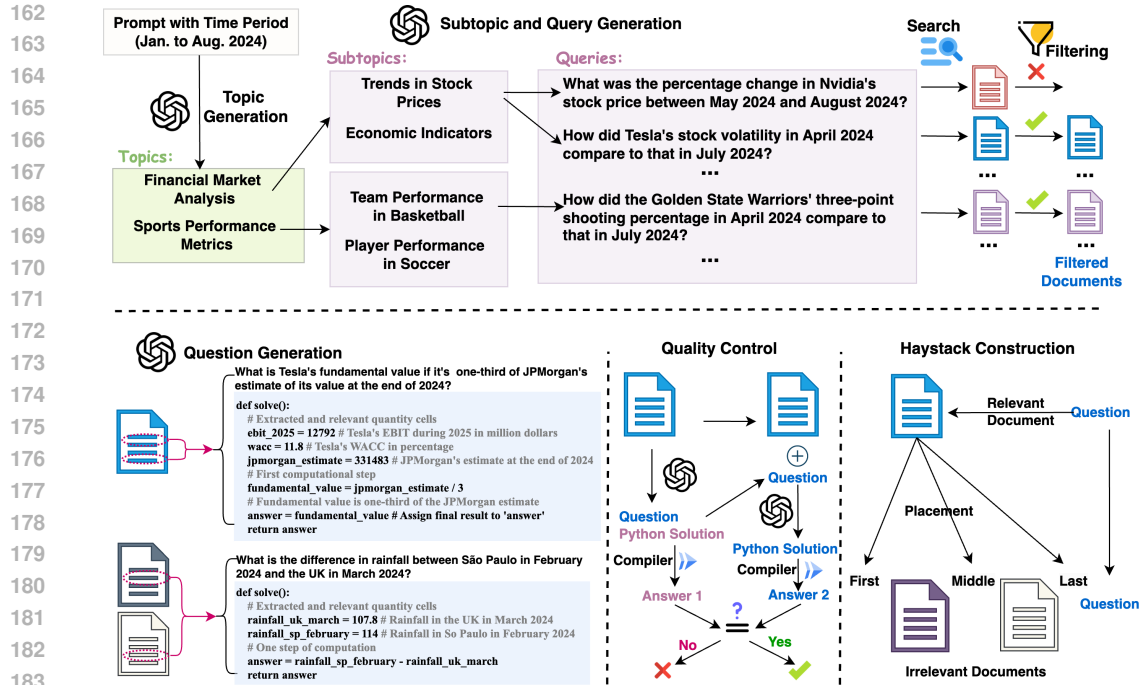 162
163
164
165
166
167
168
169
170
171
172
173
174
175
176
177
178
179
180
181
182
183
Prompt with Time Period
(Jan. to Aug. 2024)
Topic
Generation
Topics:
Financial Market
Analysis
Sports Performance
Metrics
Subtopic and Query Generation
Subtopics:
Trends in Stock
Prices
Economic Indicators
Team Performance
in Basketball
Player Performance
in Soccer
Queries:
What was the percentage change in Nvidia's
stock price between May 2024 and August 2024?
How did Tesla's stock volatility in April 2024
compare to that in July 2024?
...
How did the Golden State Warriors' three-point
shooting percentage in April 2024 compare to
that in July 2024?
...
Search
Filtering
...
...
...
...
Filtered
Documents
Question Generation
What is Tesla's fundamental value if it's one-third of JPMorgan's
estimate of its value at the end of 2024?
def solve():
# Extracted and relevant quantity cells
ebit_2025 = 12792 # Tesla's EBIT during 2025 in million dollars
wacc = 11.8 # Tesla's WACC in percentage
jpmorgan_estimate = 331483 # JPMorgan's estimate at the end of 2024
# First computational step
fundamental_value = jpmorgan_estimate / 3
# Fundamental value is one-third of the JPMorgan estimate
answer = fundamental_value # Assign final result to 'answer'
return answer
What is the difference in rainfall between São Paulo in February
2024 and the UK in March 2024?
def solve():
# Extracted and relevant quantity cells
rainfall_uk_march = 107.8 # Rainfall in the UK in March 2024
rainfall_sp_february = 114 # Rainfall in So Paulo in February 2024
# One step of computation
answer = rainfall_sp_february - rainfall_uk_march
return answer
Quality Control
Question
Python Solution
Compiler
Answer 1
Question
Python Solution
Compiler
Answer 2
?
=
No
Yes
Haystack Construction
Relevant
Document
Question
Placement
First
Middle
Last
Question
Irrelevant Documents